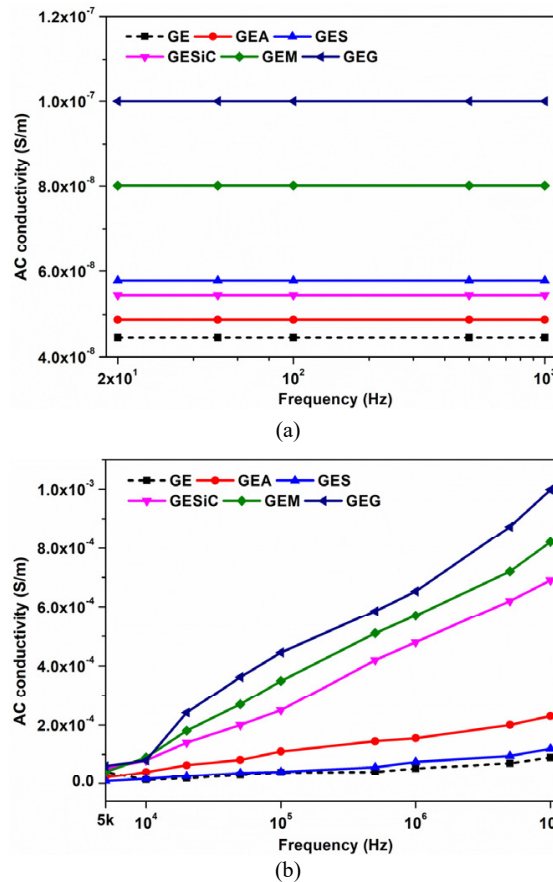 1.2x10⁻⁷
GE GEA GES
GESiC GEM GEG
1.0x10⁻⁷
8.0x10⁻⁸
6.0x10⁻⁸
4.0x10⁻⁸
AC conductivity (S/m)
2x10¹ 10² 10³
Frequency (Hz)
(a)
GE GEA GES
GESiC GEM GEG
1.0x10⁻³
8.0x10⁻⁴
6.0x10⁻⁴
4.0x10⁻⁴
2.0x10⁻⁴
0.0
AC conductivity (S/m)
5k 10⁴ 10⁵ 10⁶
Frequency (Hz)
(b)